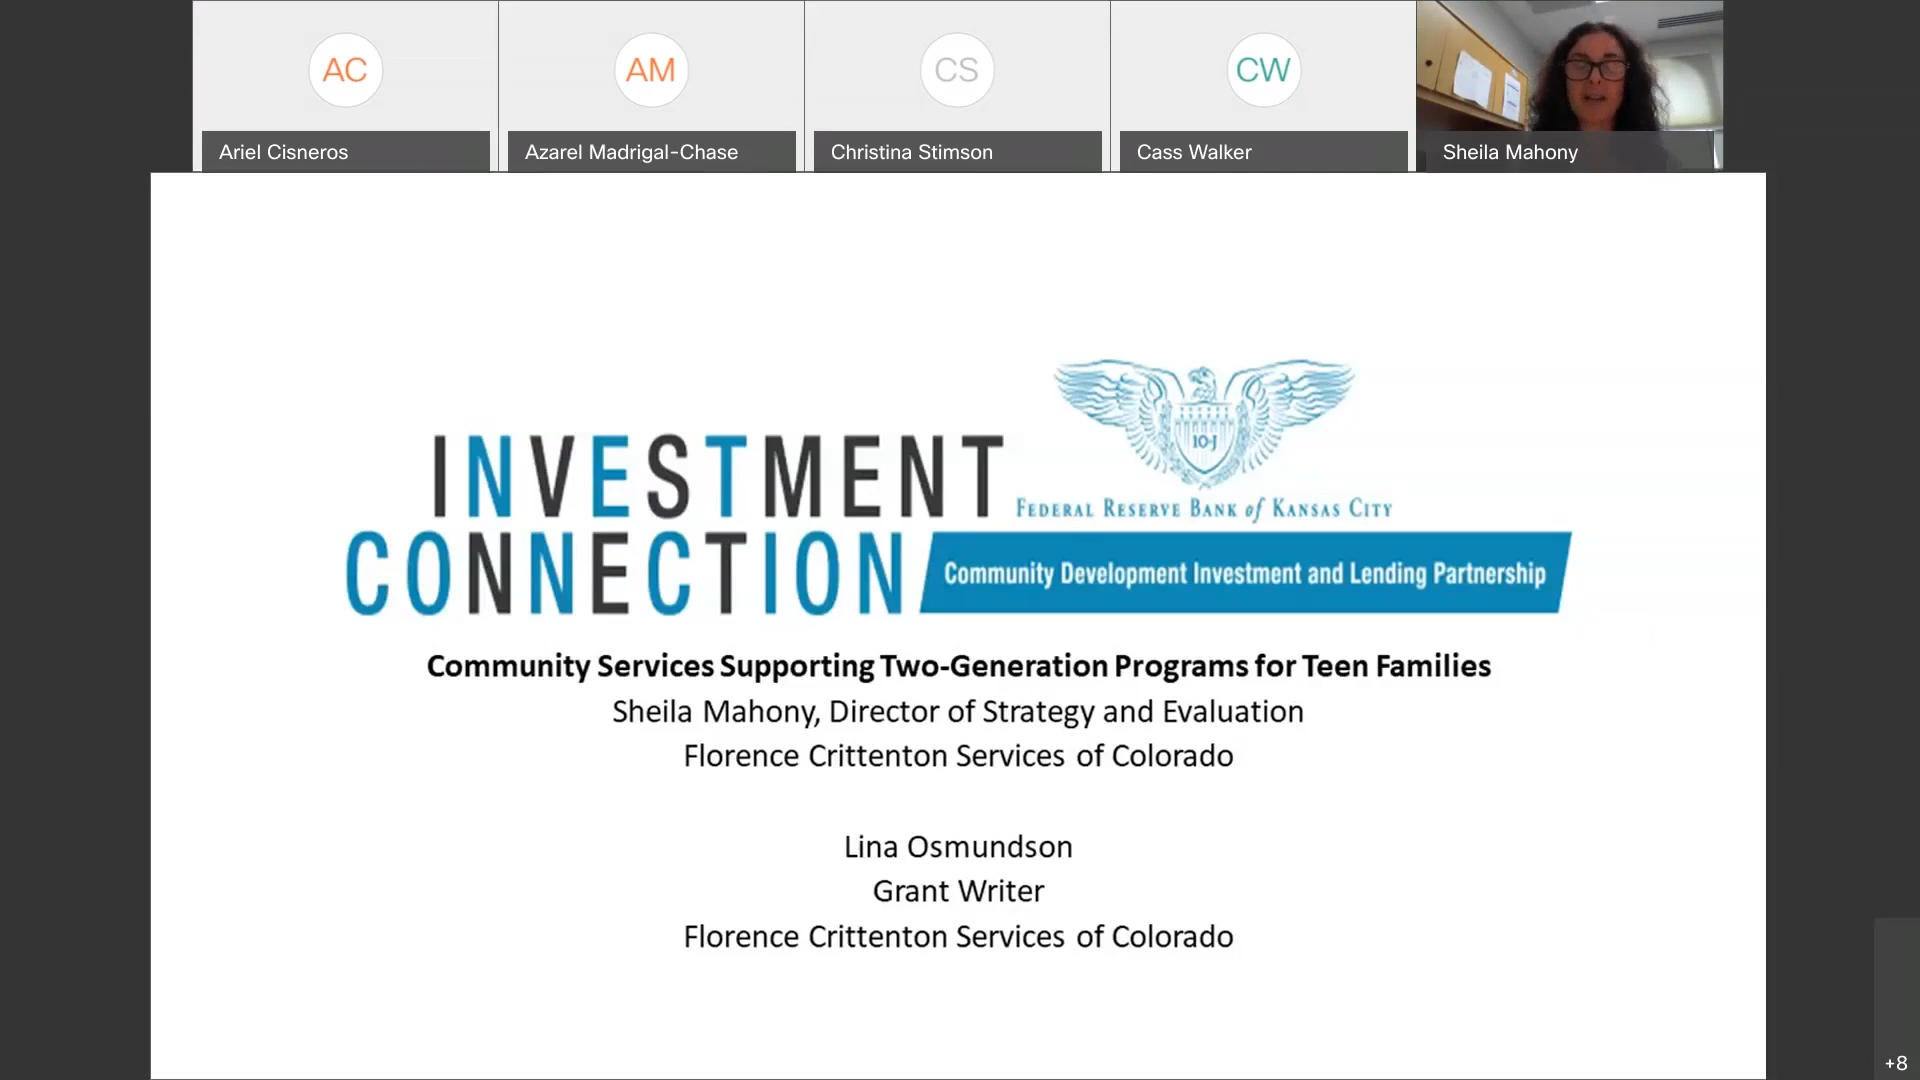 AC
AM
CS
CW
Ariel Cisneros
Azarel Madrigal-Chase
Christina Stimson
Cass Walker
Sheila Mahony
10-J
INVESTMENT
FEDERAL RESERVE BANK of KANSAS CITY
CONNECTION
Community Development Investment and Lending Partnership
Community Services Supporting Two-Generation Programs for Teen Families
Sheila Mahony, Director of Strategy and Evaluation
Florence Crittenton Services of Colorado
Lina Osmundson
Grant Writer
Florence Crittenton Services of Colorado
+8